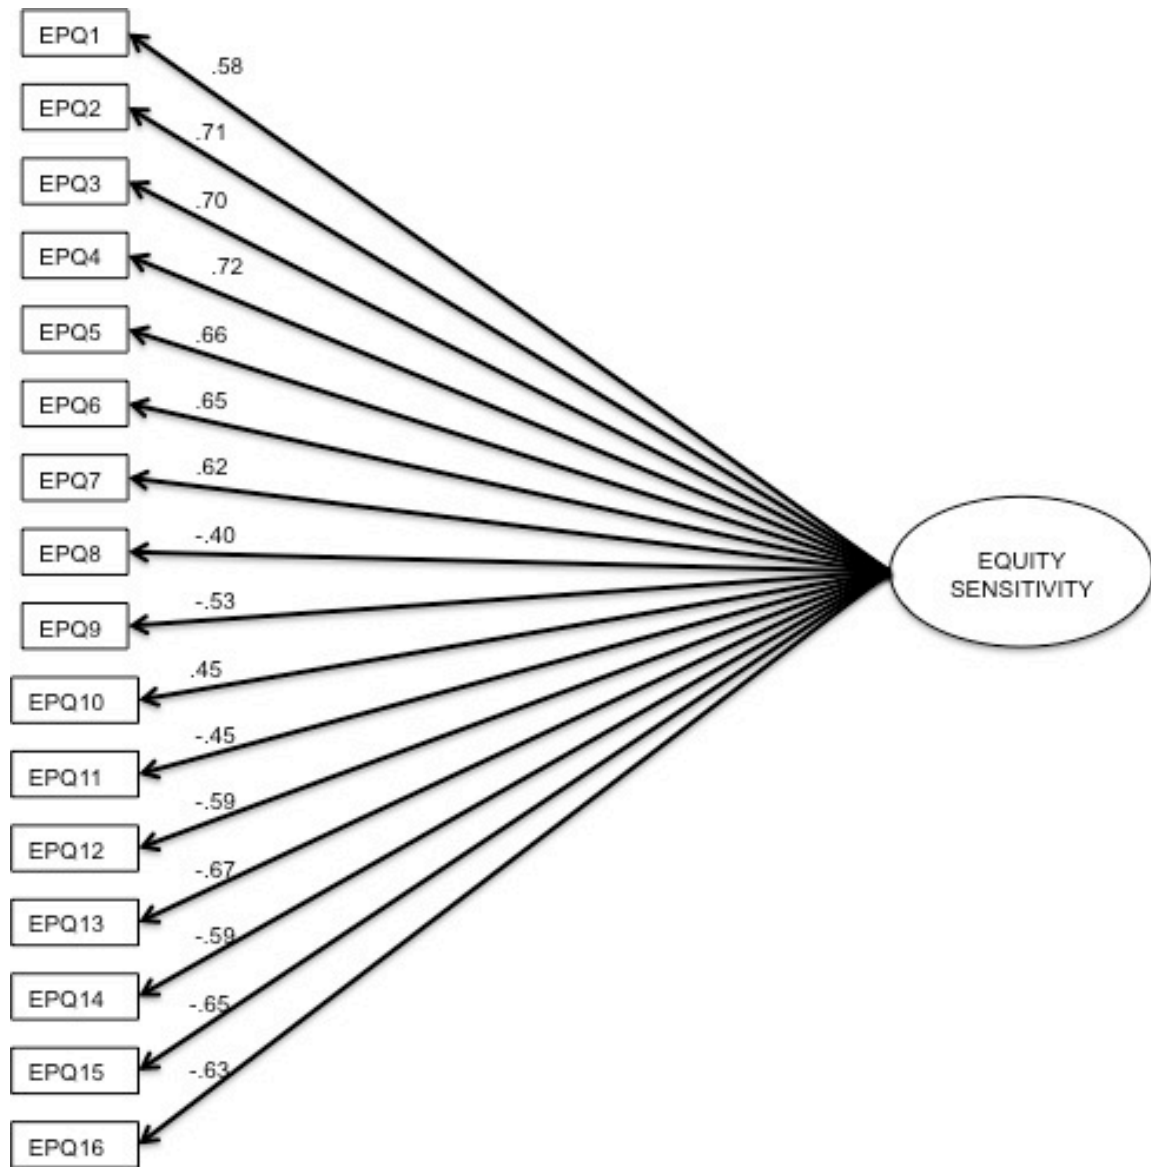 EPQ1
.58
EPQ2
.71
EPQ3
.70
EPQ4
.72
EPQ5
.66
EPQ6
.65
EPQ7
.62
EPQ8
-.40
EPQ9
-.53
EPQ10
.45
EPQ11
-.45
EPQ12
-.59
EPQ13
-.67
EPQ14
-.59
EPQ15
-.65
EPQ16
-.63
EQUITY
SENSITIVITY